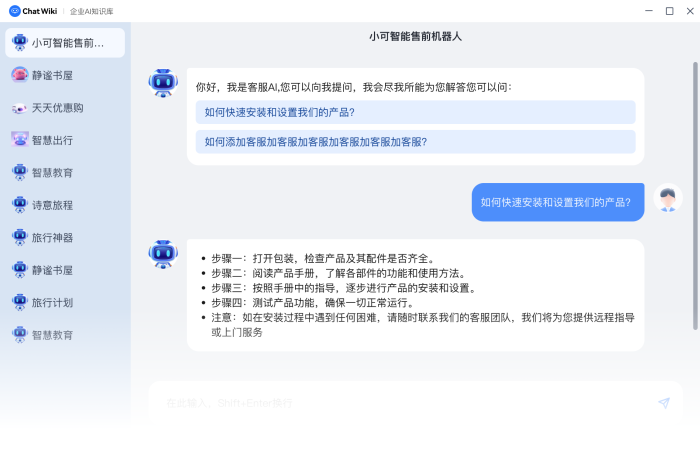 Chat Wiki 企业AI知识库
小可智能售前机器人
小可智能售前…
静谧书屋
天天优惠购
智慧出行
智慧教育
诗意旅程
旅行神器
静谧书屋
旅行计划
智慧教育
你好，我是客服AI,您可以向我提问，我会尽我所能为您解答您可以问：
如何快速安装和设置我们的产品?
如何添加客服加客服加客服加客服加客服加客服?
如何快速安装和设置我们的产品?
步骤一：打开包装，检查产品及其配件是否齐全。
步骤二：阅读产品手册，了解各部件的功能和使用方法。
步骤三：按照手册中的指导，逐步进行产品的安装和设置。
步骤四：测试产品功能，确保一切正常运行。
注意：如在安装过程中遇到任何困难，请随时联系我们的客服团队，我们将为您提供远程指导
或上门服务
在此输入，Shift+Enter换行